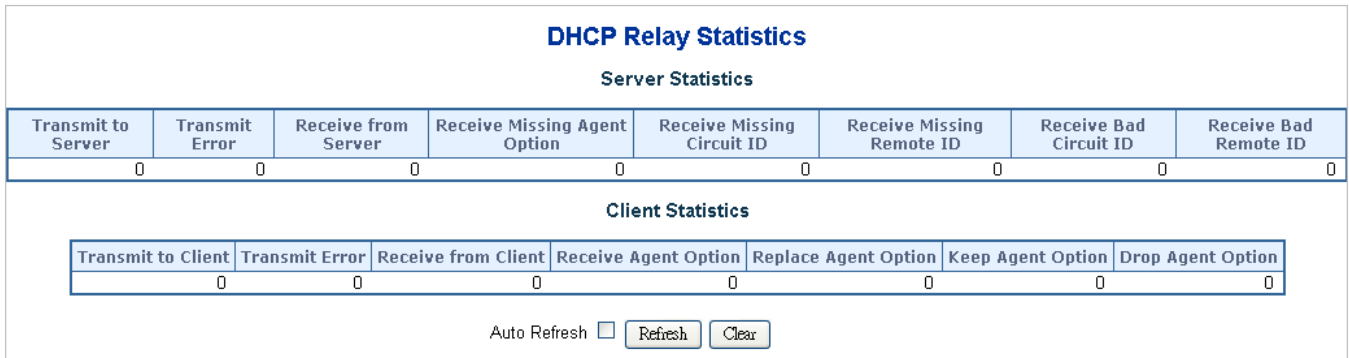 DHCP Relay Statistics
Server Statistics
Transmit to Server Transmit Error Receive from Server Receive Missing Agent Option Receive Missing Circuit ID Receive Missing Remote ID Receive Bad Circuit ID Receive Bad Remote ID
0 0 0 0 0 0 0 0
Client Statistics
Transmit to Client Transmit Error Receive from Client Receive Agent Option Replace Agent Option Keep Agent Option Drop Agent Option
0 0 0 0 0 0 0
Auto Refresh Refresh Clear